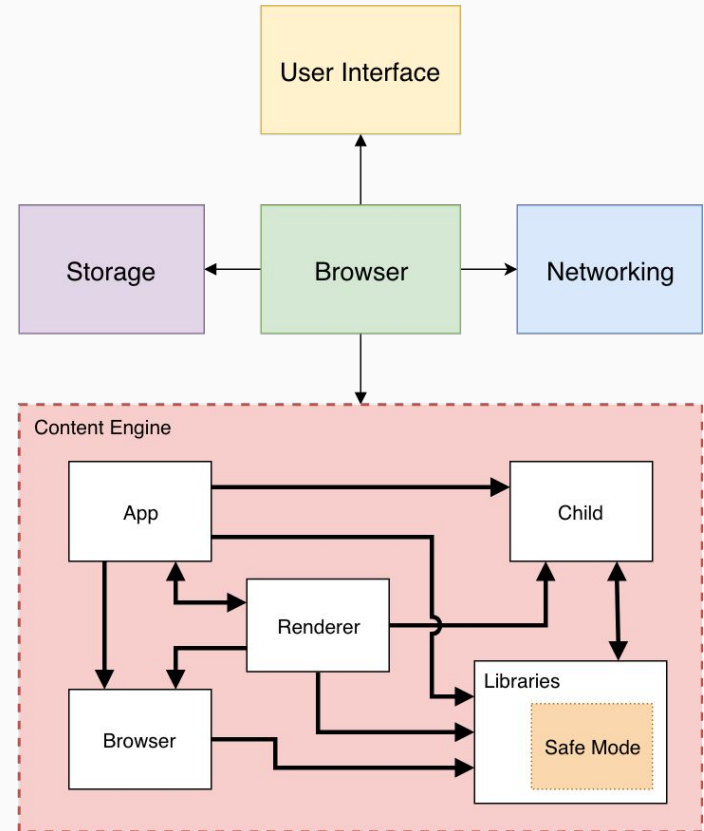 User Interface
Storage
Browser
Networking
Content Engine
App
Child
Renderer
Libraries
Browser
Safe Mode